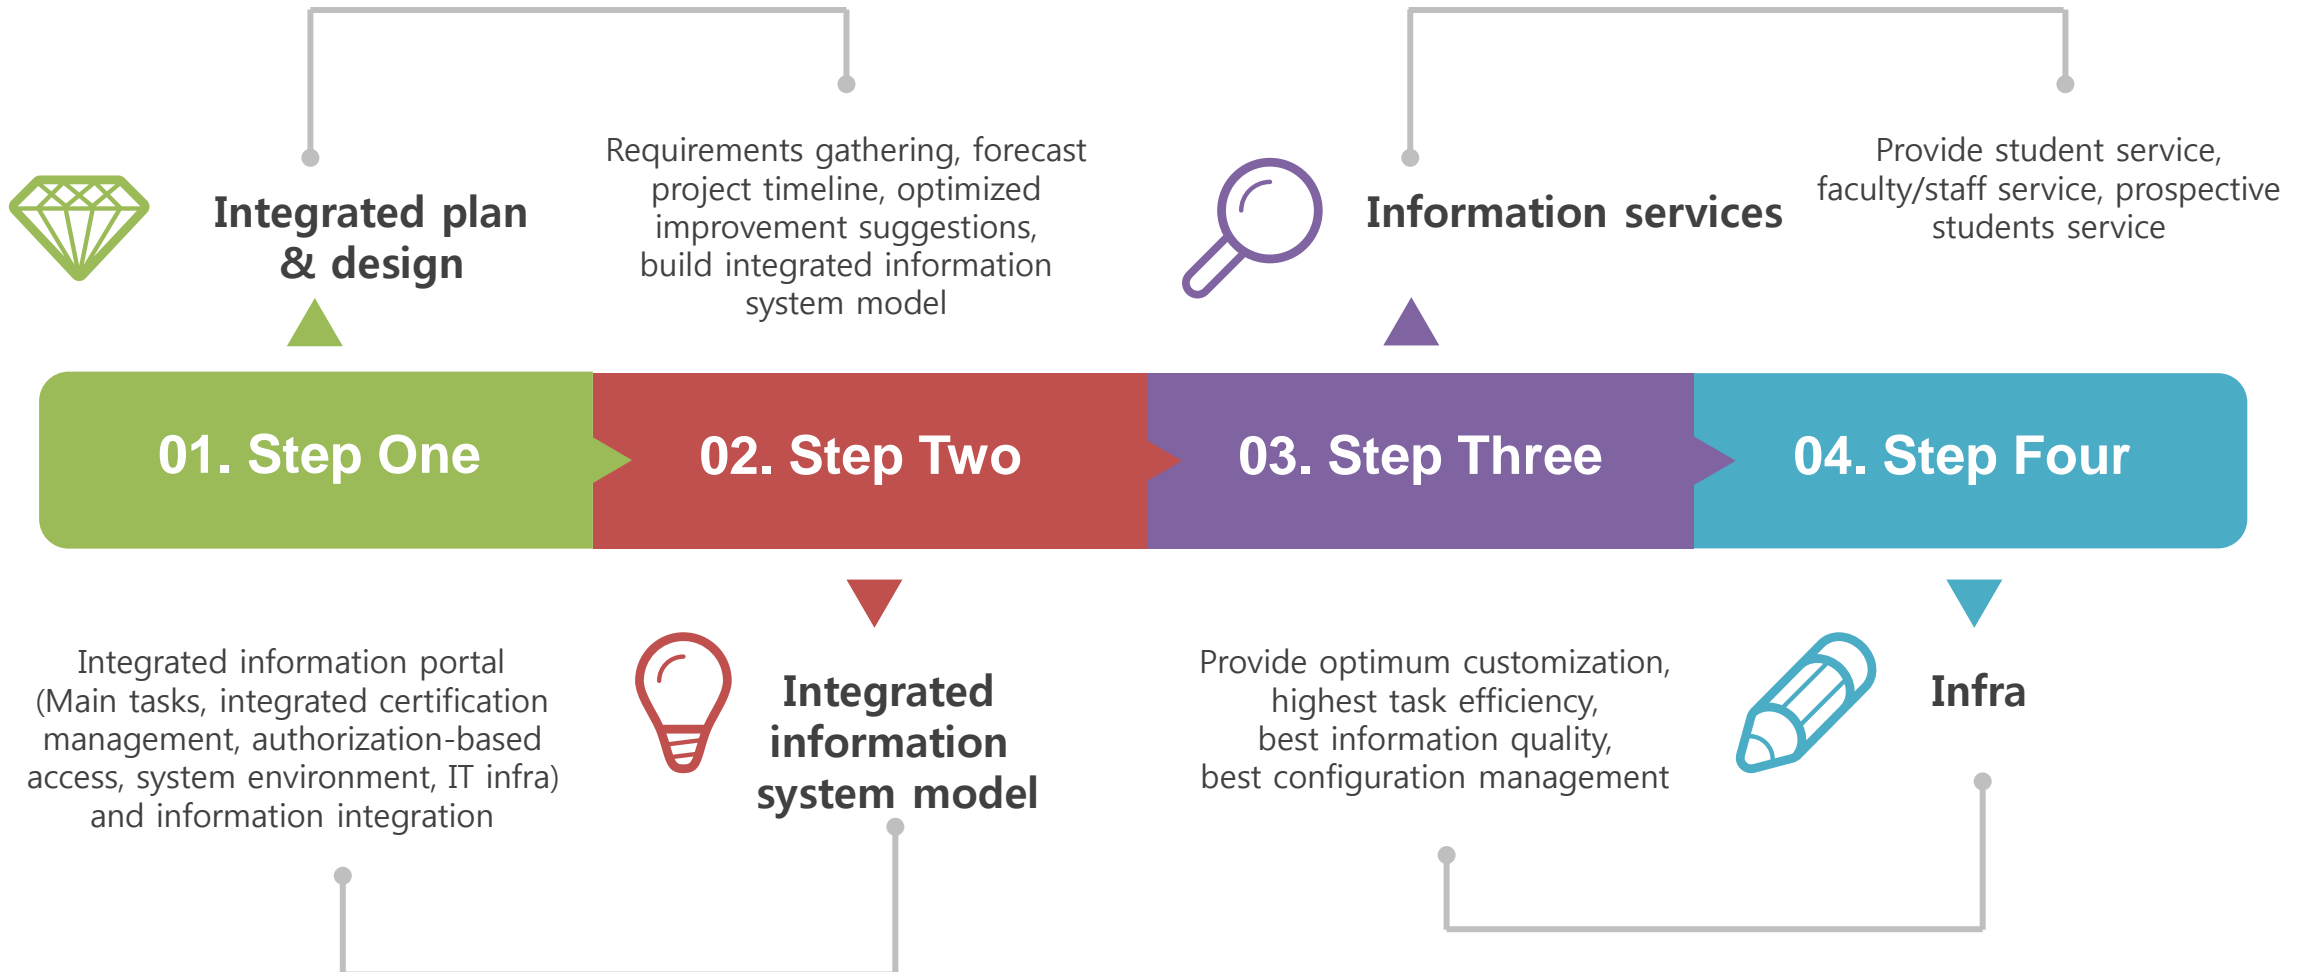 Integrated plan
& design
Requirements gathering, forecast
project timeline, optimized
improvement suggestions,
build integrated information
system model
Information services
Provide student service,
faculty/staff service, prospective
students service
01. Step One
02. Step Two
03. Step Three
04. Step Four
Integrated information portal
(Main tasks, integrated certification
management, authorization-based
access, system environment, IT infra)
and information integration
Integrated
information
system model
Provide optimum customization,
highest task efficiency,
best information quality,
best configuration management
Infra